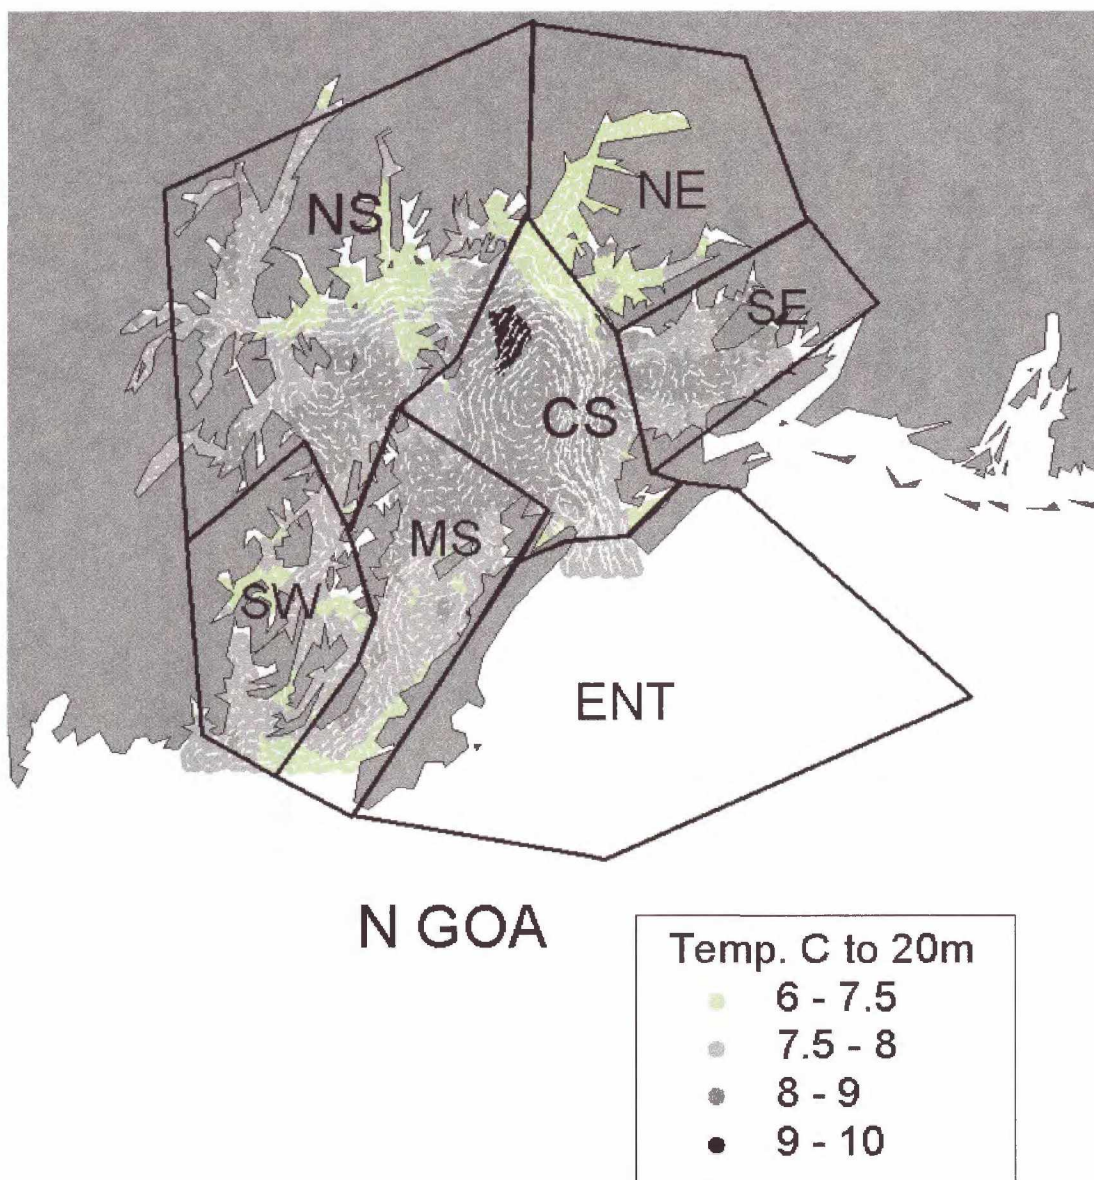 NS
NE
SE
CS
MS
SW
ENT
N GOA
Temp. C to 20m
6 - 7.5
7.5 - 8
8 - 9
9 - 10